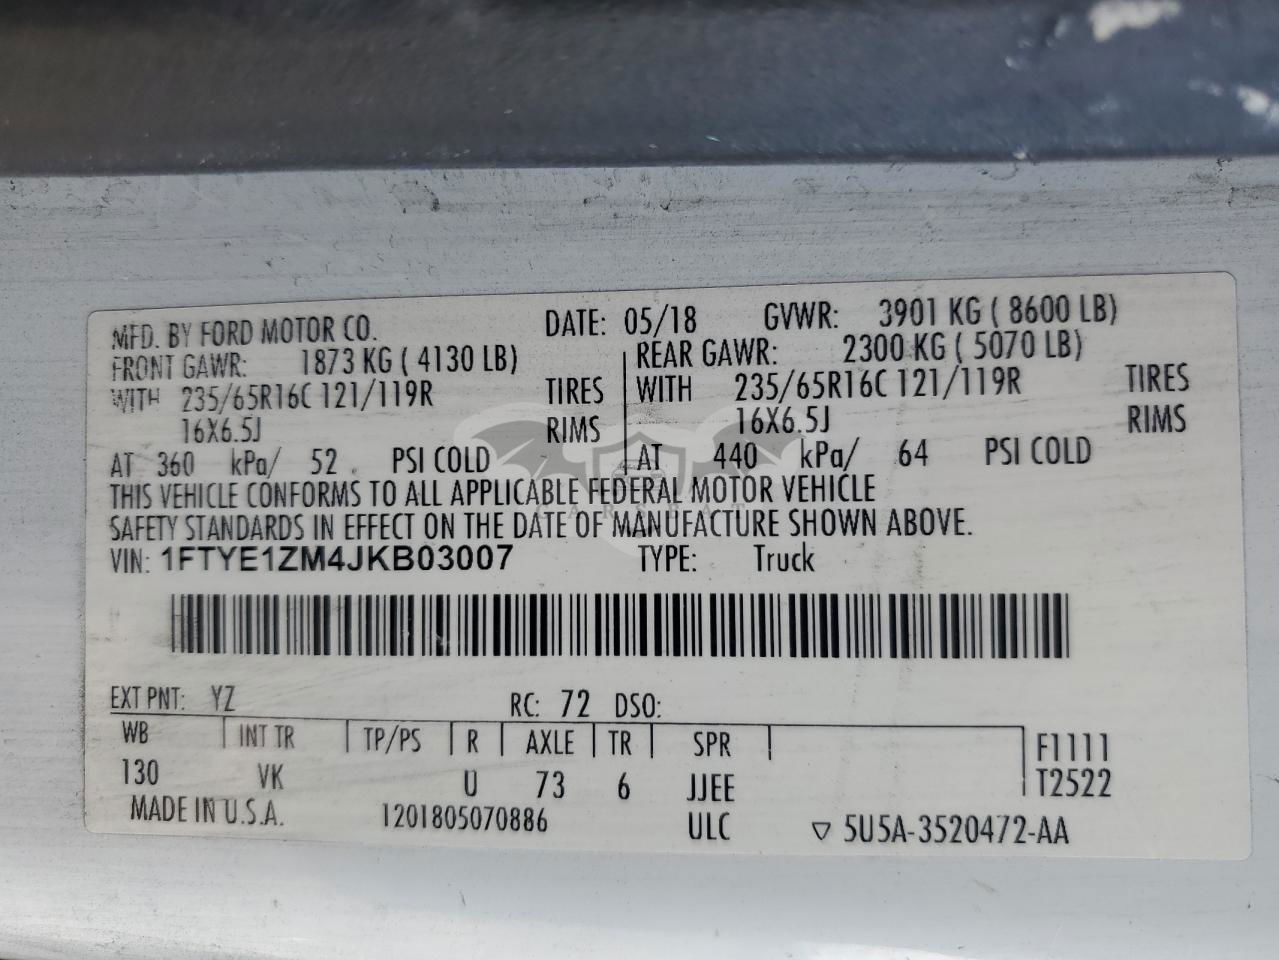 MFD. BY FORD MOTOR CO. DATE: 05/18 GVWR: 3901 KG ( 8600 LB)
FRONT GAWR: 1873 KG ( 4130 LB) REAR GAWR: 2300 KG ( 5070 LB)
WITH 235/65R16C 121/119R TIRES WITH 235/65R16C 121/119R TIRES
16X6.5J RIMS 16X6.5J RIMS
AT 360 kPa/ 52 PSI COLD AT 440 kPa/ 64 PSI COLD
THIS VEHICLE CONFORMS TO ALL APPLICABLE FEDERAL MOTOR VEHICLE
CARSBAT
SAFETY STANDARDS IN EFFECT ON THE DATE OF MANUFACTURE SHOWN ABOVE.
VIN: 1FTYE1ZM4JKB03007 TYPE: Truck
EXT PNT: YZ RC: 72 DSO:
WB INT TR TP/PS R AXLE TR SPR F1111
130 VK U 73 6 JJEE T2522
MADE IN U.S.A. 1201805070886 ULC ▽ 5U5A-3520472-AA